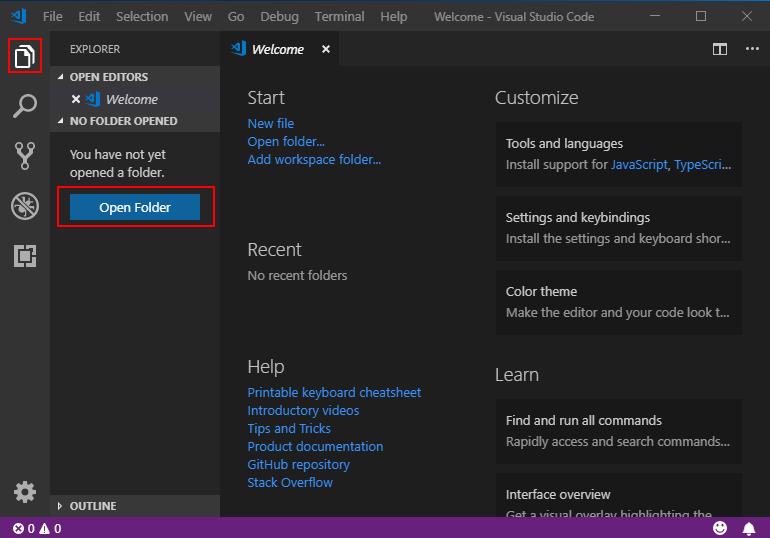 File Edit Selection View Go Debug Terminal Help Welcome - Visual Studio Code
EXPLORER
OPEN EDITORS
Welcome
NO FOLDER OPENED
You have not yet
opened a folder.
Open Folder
OUTLINE
Welcome
Start
New file
Open folder...
Add workspace folder...
Recent
No recent folders
Help
Printable keyboard cheatsheet
Introductory videos
Tips and Tricks
Product documentation
GitHub repository
Stack Overflow
Customize
Tools and languages
Install support for JavaScript, TypeScri...
Settings and keybindings
Install the settings and keyboard shor...
Color theme
Make the editor and your code look t...
Learn
Find and run all commands
Rapidly access and search commands...
Interface overview
Get a visual overlay highlighting the
0 0